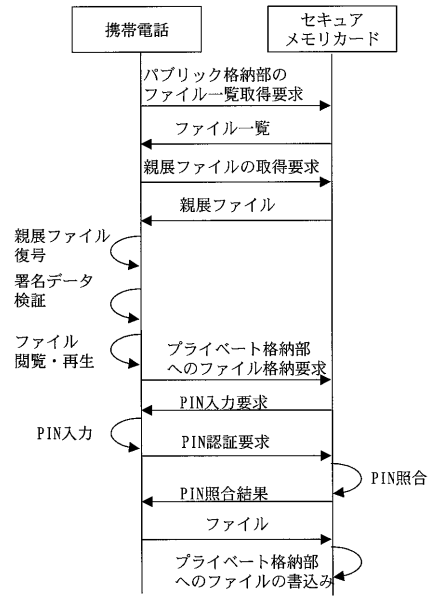 携帯電話
セキュア
メモリカード
パブリック格納部の
ファイル一覧取得要求
ファイル一覧
親展ファイルの取得要求
親展ファイル
親展ファイル
復号
署名データ
検証
ファイル
閲覧・再生
プライベート格納部
へのファイル格納要求
PIN入力要求
PIN入力
PIN認証要求
PIN照合
PIN照合結果
ファイル
プライベート格納部
へのファイルの書込み